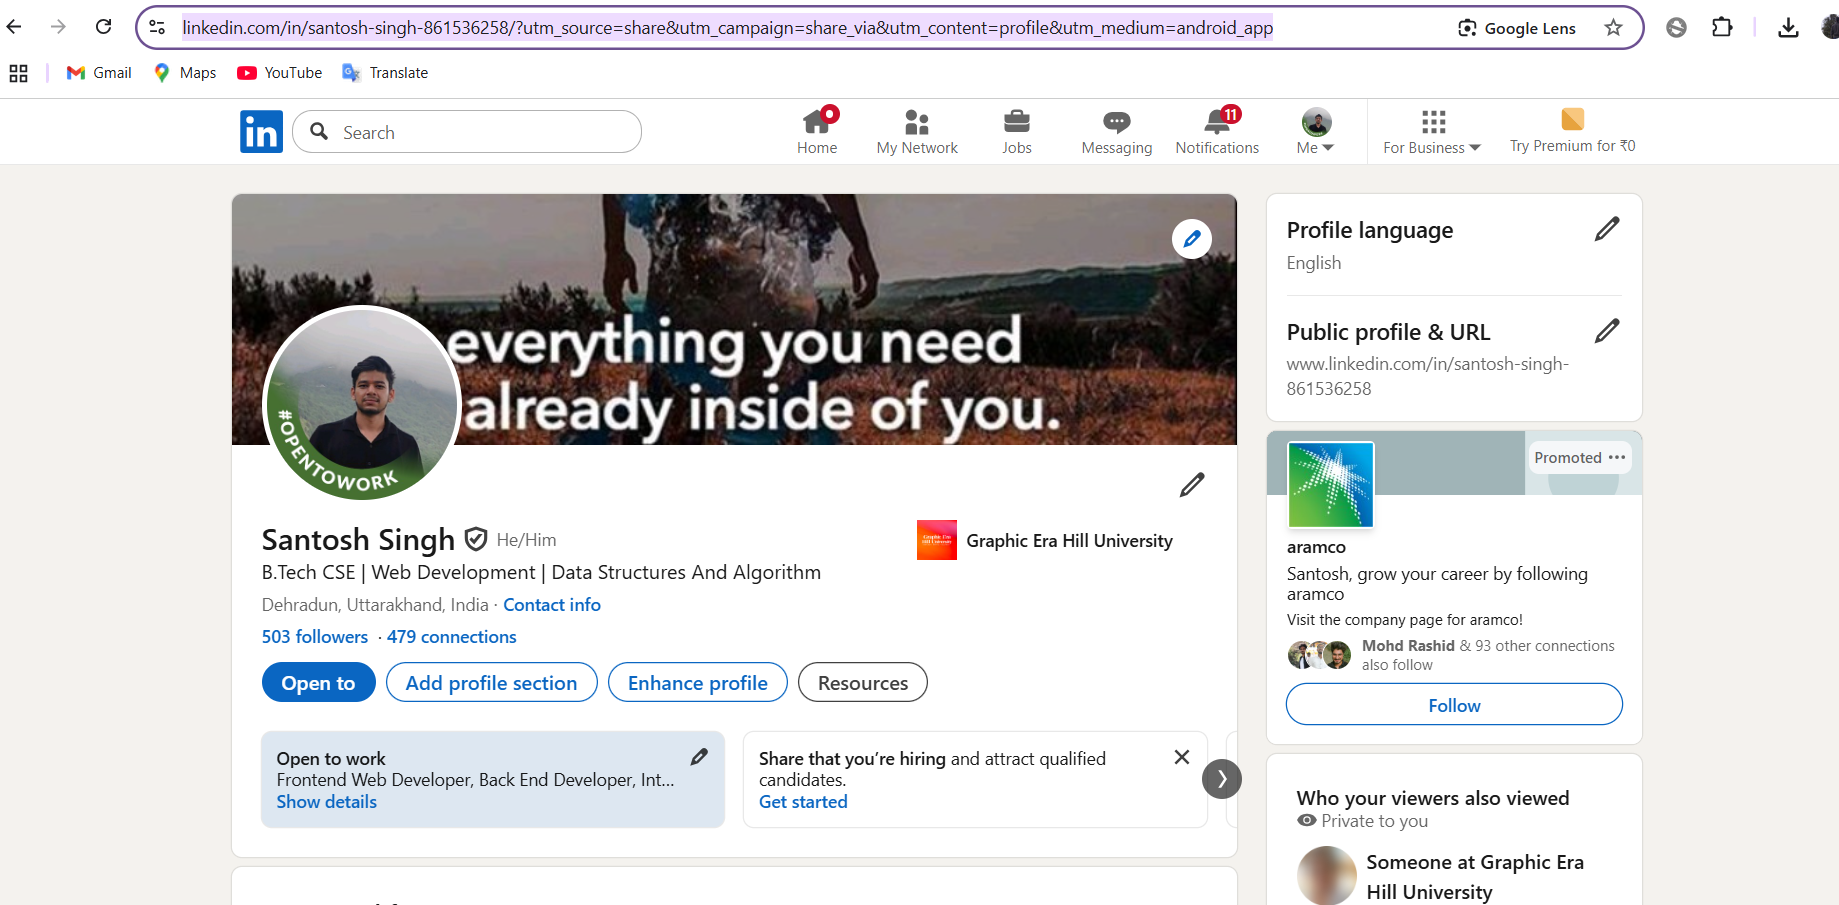 linkedin.com/in/santosh-singh-861536258/?utm_source=share&utm_campaign=share_via&utm_content=profile&utm_medium=android_app
Google Lens
Gmail
Maps
YouTube
Translate
in
Search
Home
My Network
Jobs
Messaging
11
Notifications
Me
For Business
Try Premium for ₹0
everything you need
already inside of you.
#OPENTOWORK
Santosh Singh
He/Him
B.Tech CSE | Web Development | Data Structures And Algorithm
Dehradun, Uttarakhand, India · Contact info
503 followers · 479 connections
Graphic Era Hill University
Graphic Era Hill University
Open to
Add profile section
Enhance profile
Resources
Open to work
Frontend Web Developer, Back End Developer, Int...
Show details
Share that you’re hiring and attract qualified
candidates.
Get started
Profile language
English
Public profile & URL
www.linkedin.com/in/santosh-singh-
861536258
Promoted
aramco
Santosh, grow your career by following
aramco
Visit the company page for aramco!
Mohd Rashid & 93 other connections
also follow
Follow
Who your viewers also viewed
Private to you
Someone at Graphic Era
Hill University